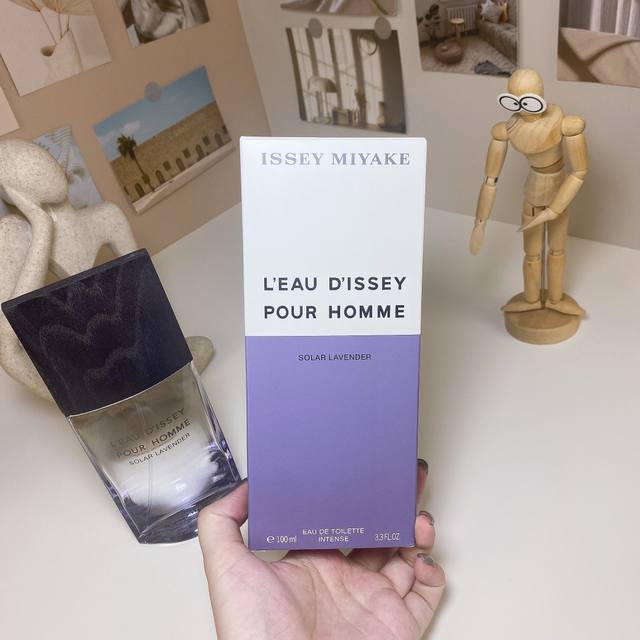 ISSEY MIYAKE
L'EAU D'ISSEY
POUR HOMME
SOLAR LAVENDER
EAU DE TOILETTE
INTENSE
℮ 100 ml
3.3 FL.OZ
L'EAU D'ISSEY
POUR HOMME
SOLAR LAVENDER